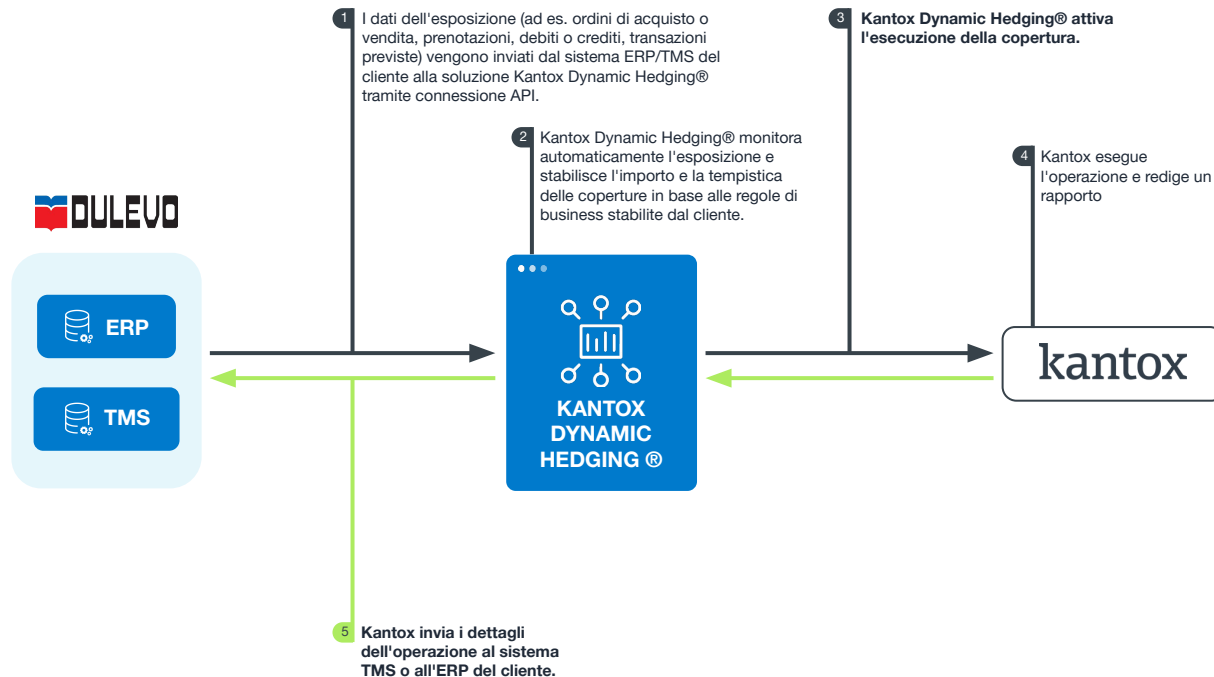 1 I dati dell'esposizione (ad es. ordini di acquisto o
vendita, prenotazioni, debiti o crediti, transazioni
previste) vengono inviati dal sistema ERP/TMS del
cliente alla soluzione Kantox Dynamic Hedging®
tramite connessione API.
3 Kantox Dynamic Hedging® attiva
l'esecuzione della copertura.
2 Kantox Dynamic Hedging® monitora
automaticamente l'esposizione e
stabilisce l'importo e la tempistica
delle coperture in base alle regole di
business stabilite dal cliente.
4 Kantox esegue
l'operazione e redige un
rapporto
DULEVO
ERP
TMS
KANTOX
DYNAMIC
HEDGING ®
kantox
5 Kantox invia i dettagli
dell'operazione al sistema
TMS o all'ERP del cliente.